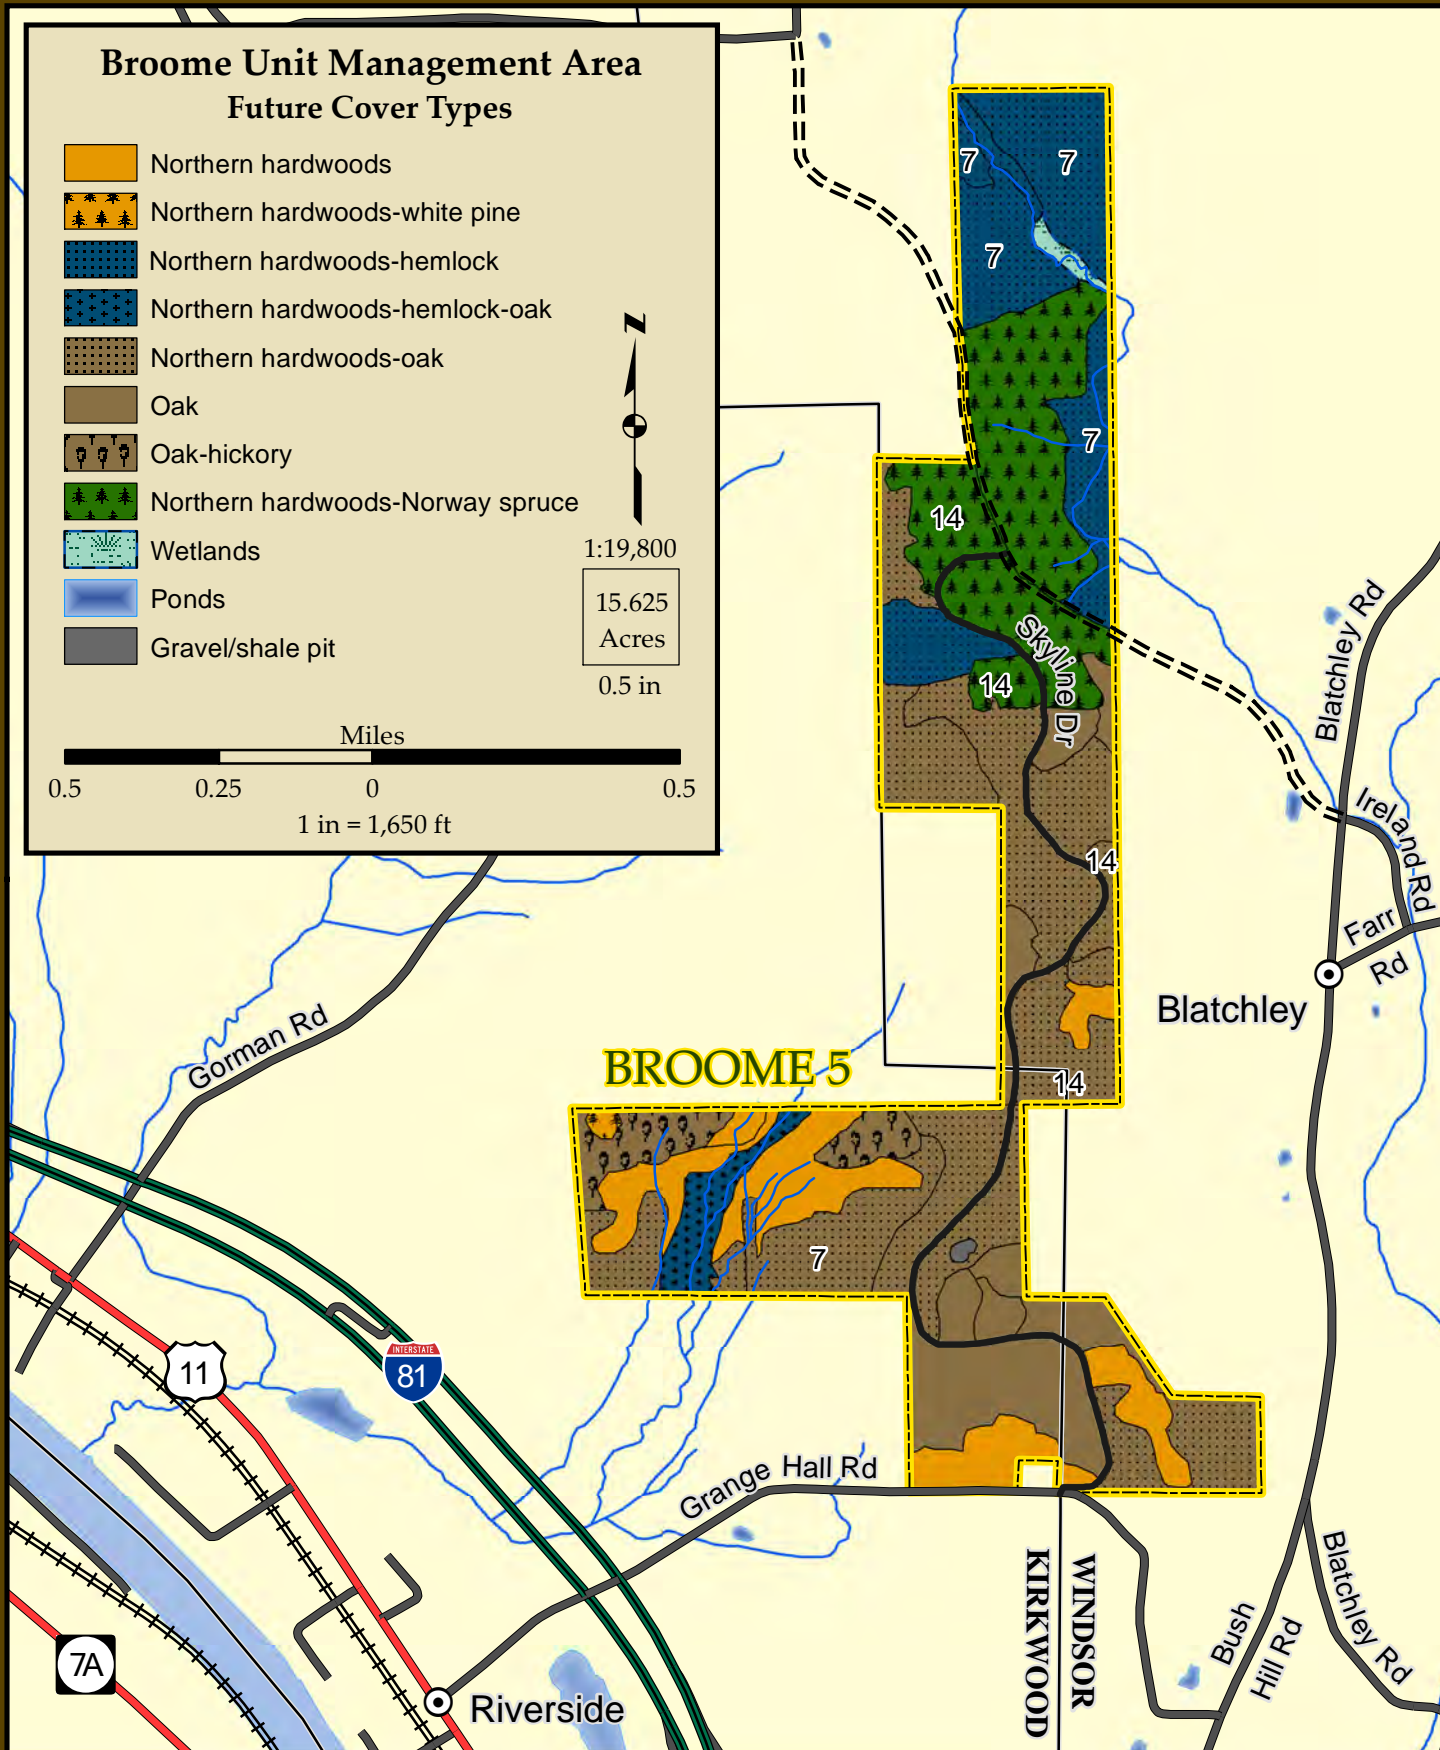 Broome Unit Management Area
Future Cover Types
Northern hardwoods
Northern hardwoods-white pine
Northern hardwoods-hemlock
Northern hardwoods-hemlock-oak
Northern hardwoods-oak
Oak
Oak-hickory
Northern hardwoods-Norway spruce
Wetlands
Ponds
Gravel/shale pit
N
1:19,800
15.625
Acres
0.5 in
Miles
0.5 0.25 0 0.5
1 in = 1,650 ft
7
7
7
7
14
Skyline Dr
14
Blatchley Rd
Ireland Rd
14
Farr
Rd
Blatchley
Gorman Rd
BROOME 5
14
7
INTERSTATE
81
11
Grange Hall Rd
KIRKWOOD
WINDSOR
Bush
Hill Rd
Blatchley Rd
7A
Riverside